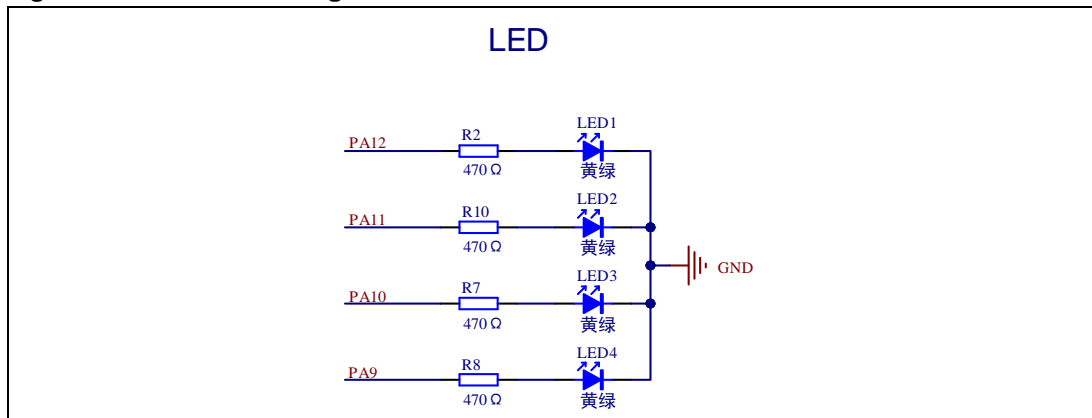 LED
LED1
PA12
R2
470Ω
黄绿
LED2
PA11
R10
470Ω
黄绿
GND
LED3
PA10
R7
470Ω
黄绿
LED4
PA9
R8
470Ω
黄绿